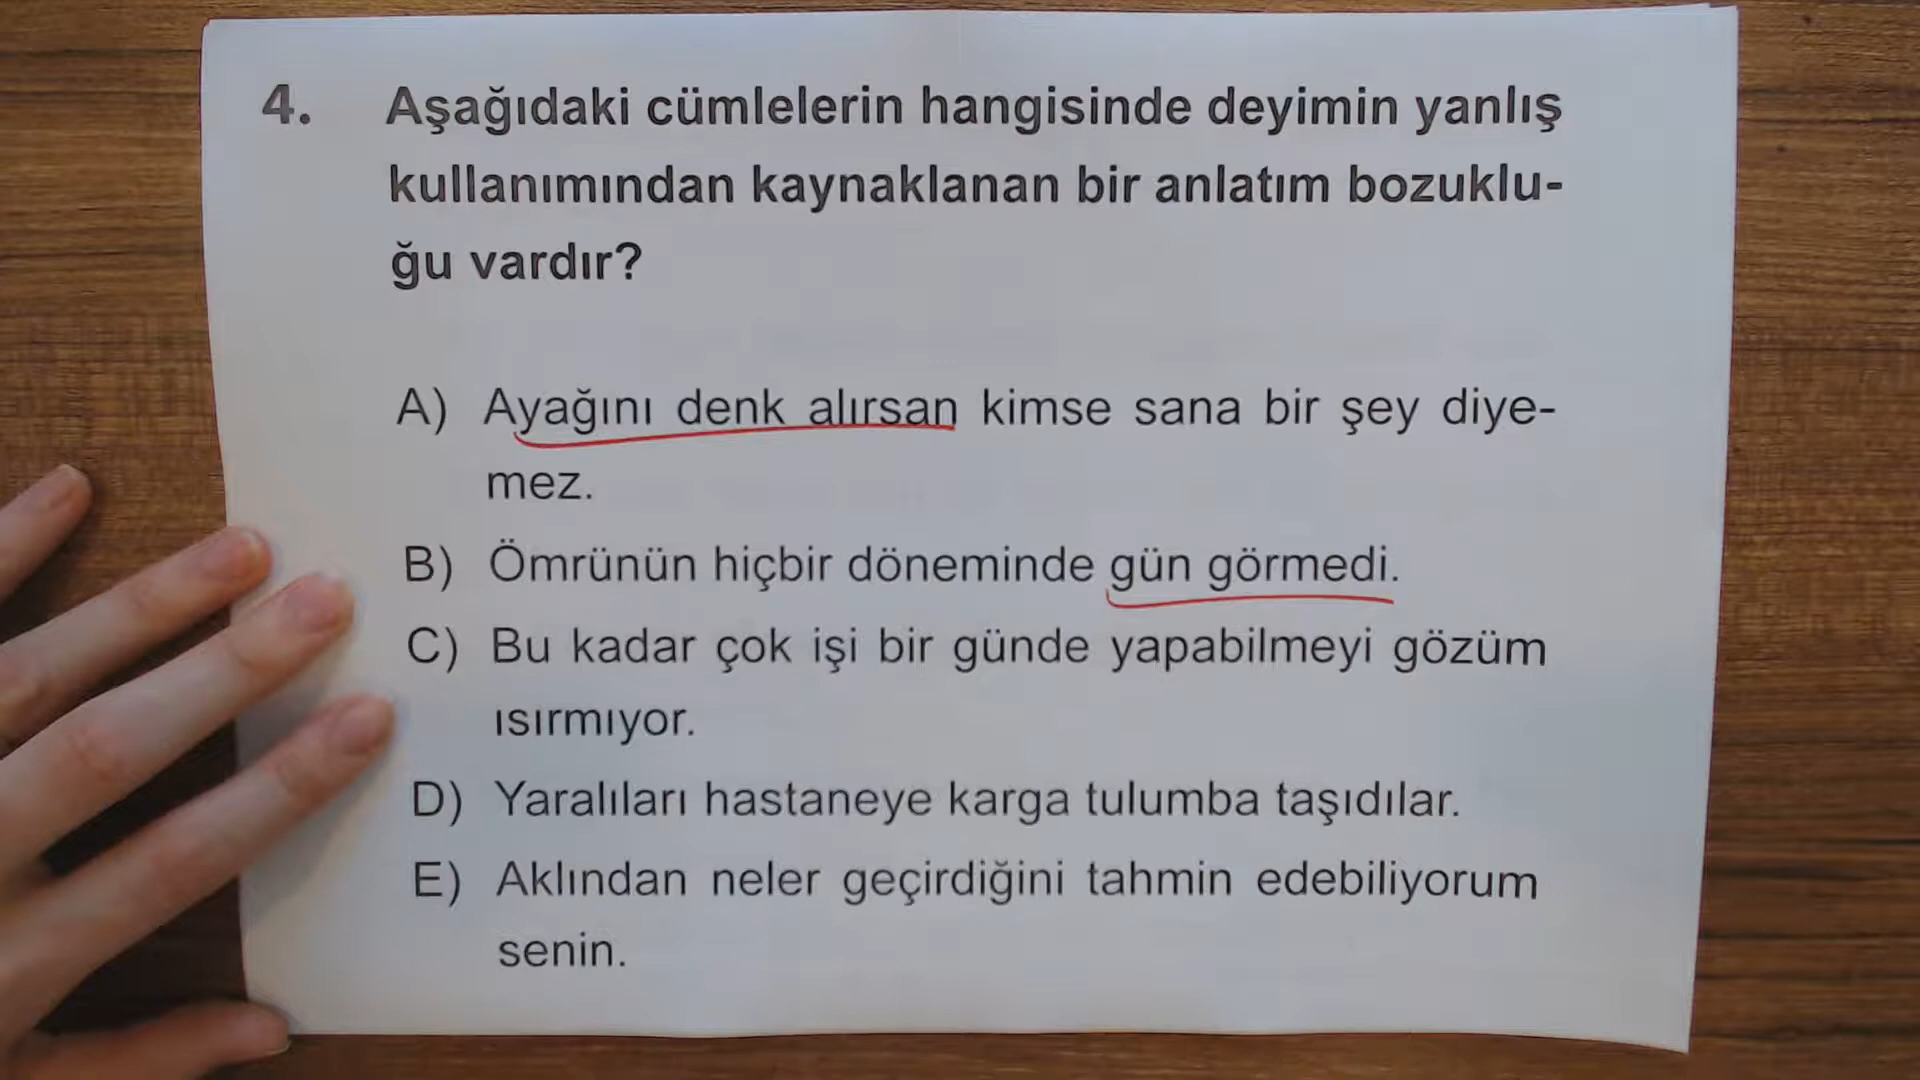 4. Aşağıdaki cümlelerin hangisinde deyimin yanlış
kullanımından kaynaklanan bir anlatım bozuklu-
ğu vardır?
A) Ayağını denk alırsan kimse sana bir şey diye-
mez.
B) Ömrünün hiçbir döneminde gün görmedi.
C) Bu kadar çok işi bir günde yapabilmeyi gözüm
ısırmıyor.
D) Yaralıları hastaneye karga tulumba taşıdılar.
E) Aklından neler geçirdiğini tahmin edebiliyorum
senin.